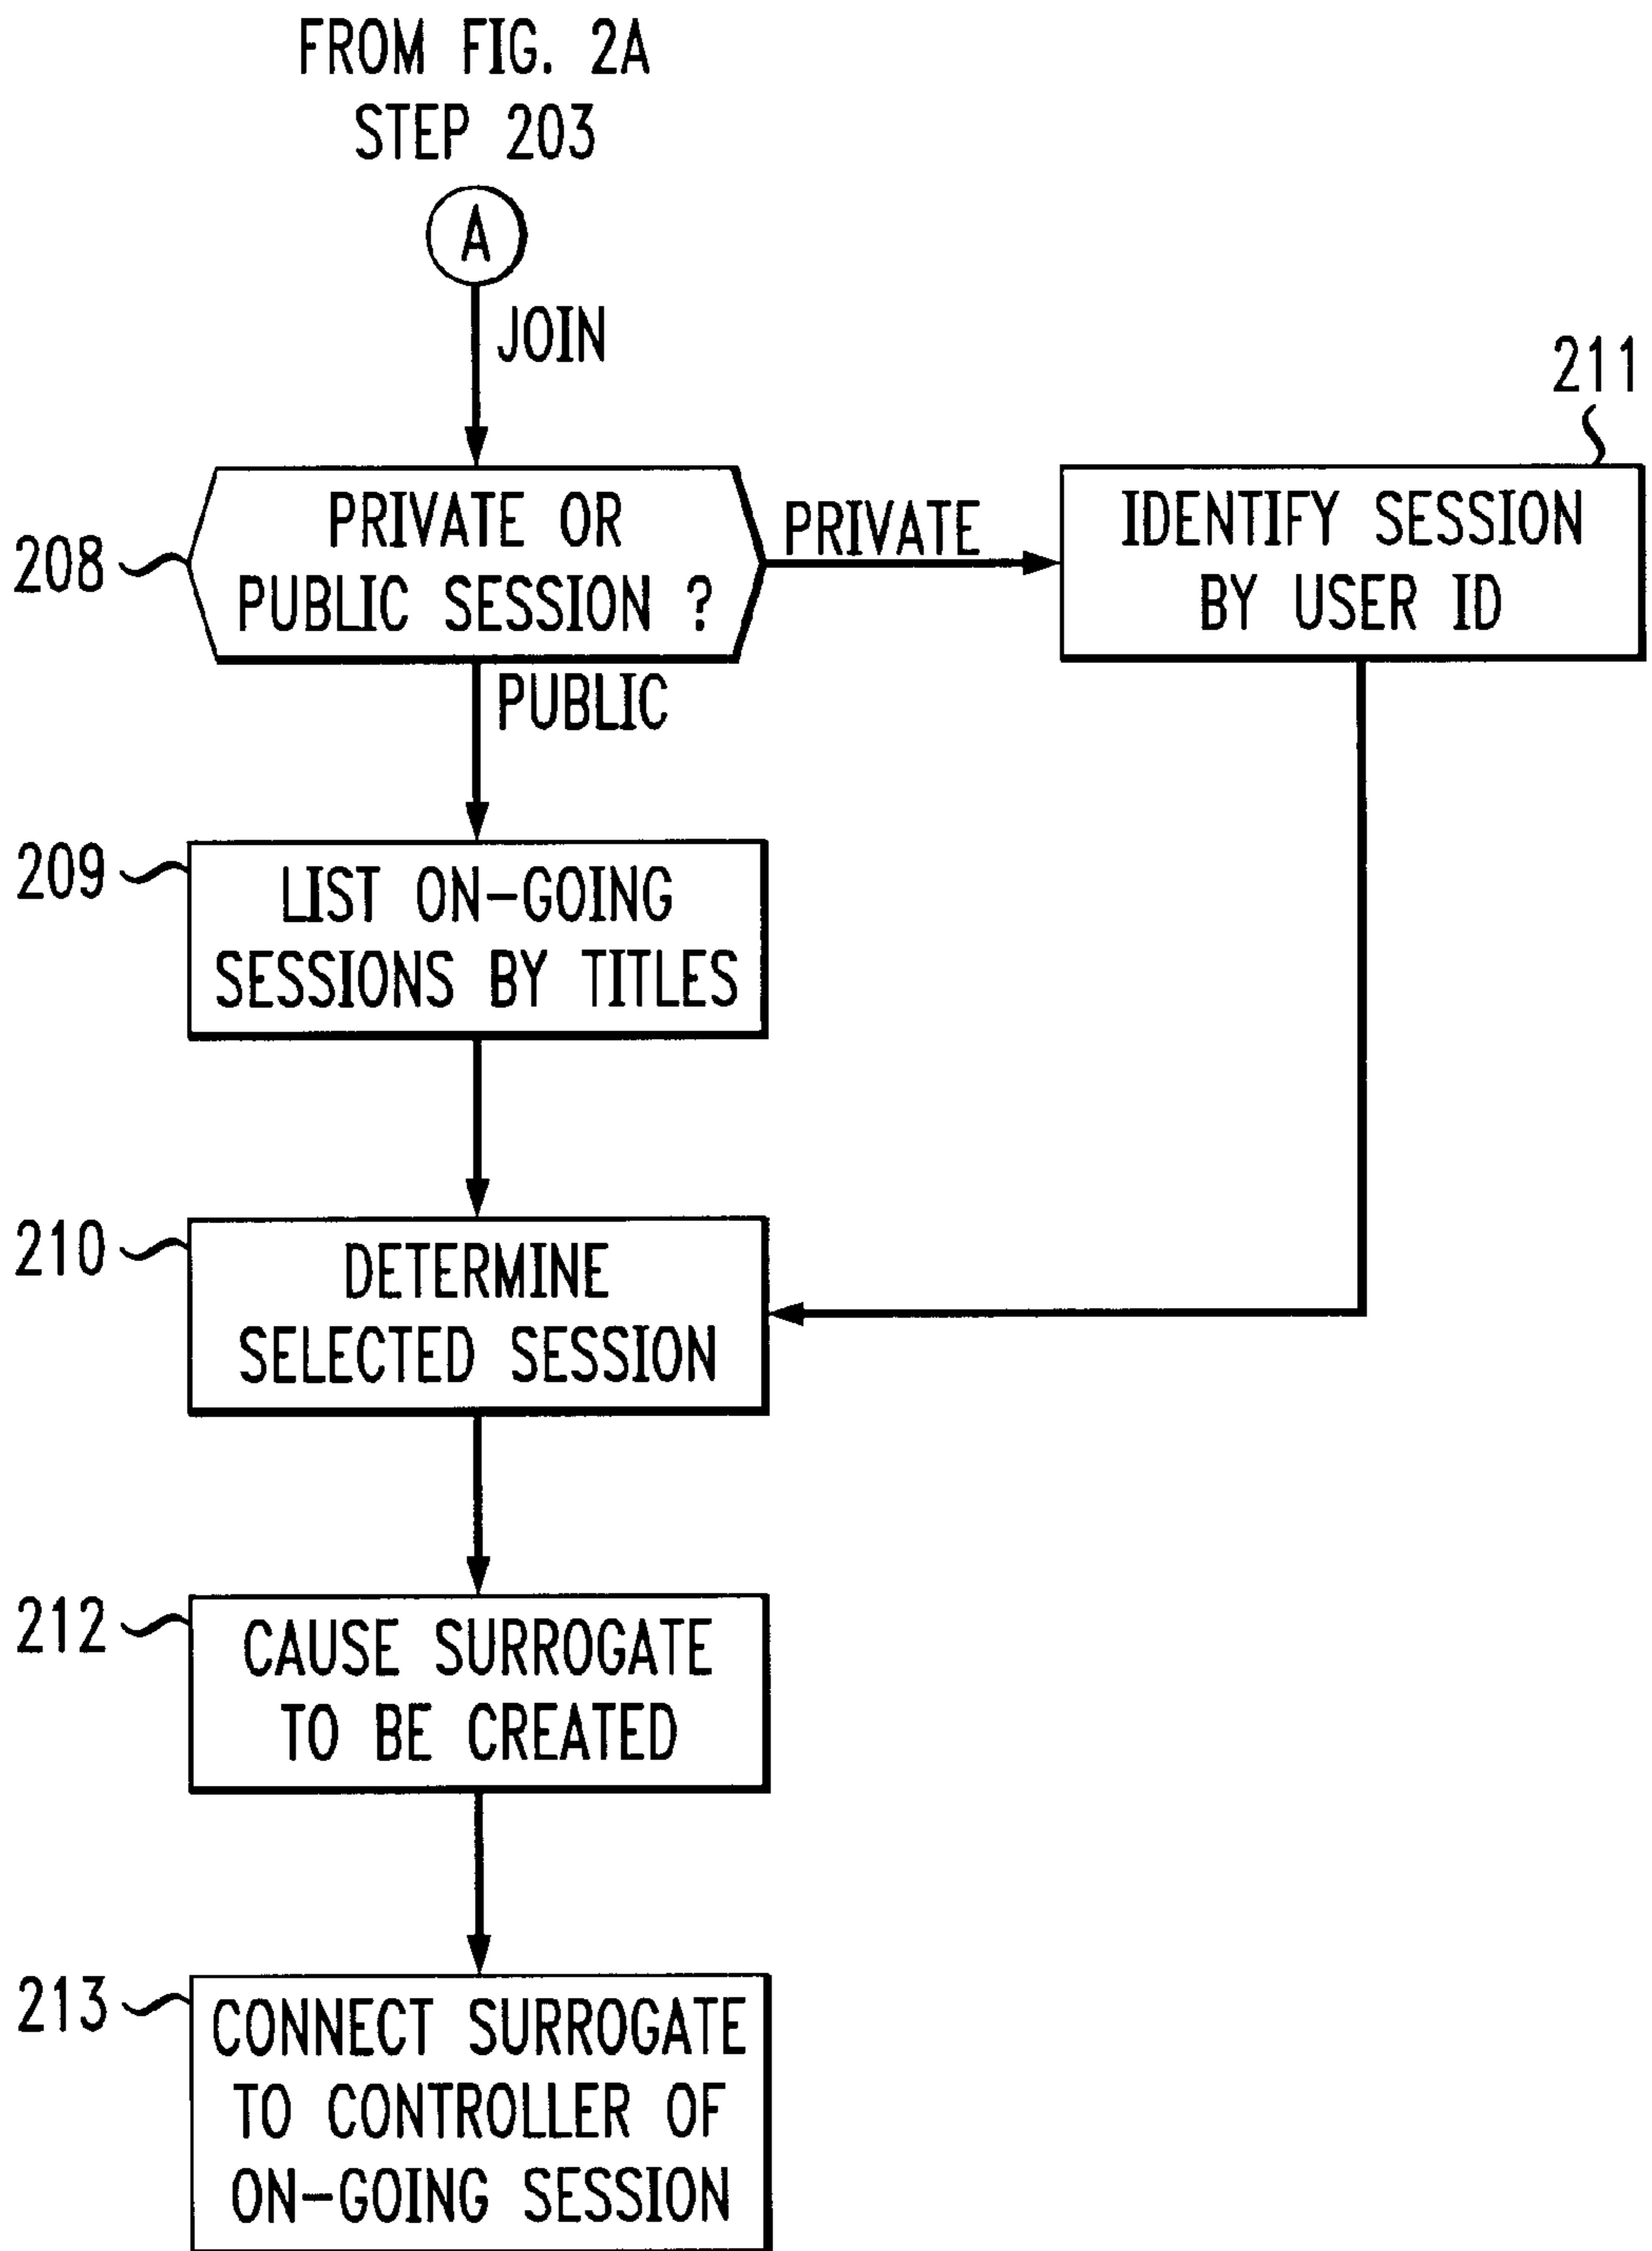 FROM FIG. 2A
STEP 203
A
JOIN
208
PRIVATE OR
PUBLIC SESSION ?
PRIVATE
211
IDENTIFY SESSION
BY USER ID
PUBLIC
209
LIST ON-GOING
SESSIONS BY TITLES
210
DETERMINE
SELECTED SESSION
212
CAUSE SURROGATE
TO BE CREATED
213
CONNECT SURROGATE
TO CONTROLLER OF
ON-GOING SESSION